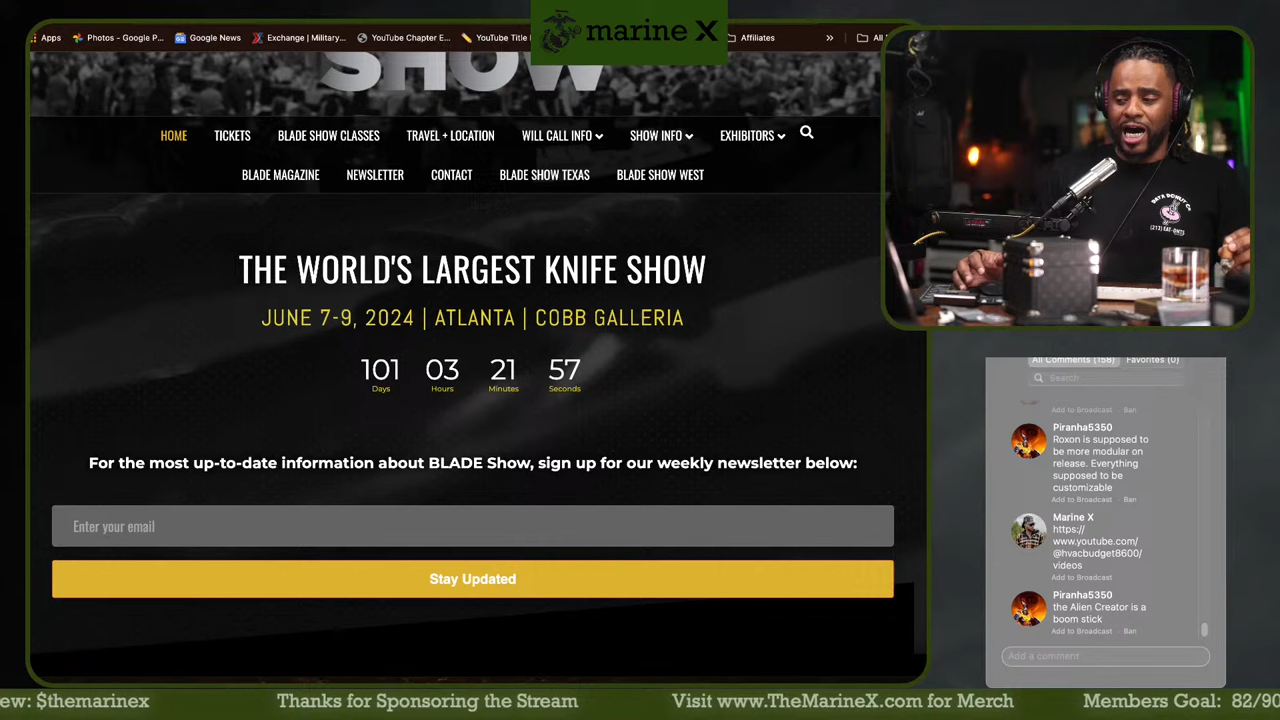 marine X
Apps Photos - Google P... Google News Exchange | Military... YouTube Chapter E... YouTube Title Affiliates » All
SHOW
HOME TICKETS BLADE SHOW CLASSES TRAVEL + LOCATION WILL CALL INFO SHOW INFO EXHIBITORS
BLADE MAGAZINE NEWSLETTER CONTACT BLADE SHOW TEXAS BLADE SHOW WEST
THE WORLD'S LARGEST KNIFE SHOW
JUNE 7-9, 2024 | ATLANTA | COBB GALLERIA
101 03 21 57
Days Hours Minutes Seconds
For the most up-to-date information about BLADE Show, sign up for our weekly newsletter below:
Enter your email
Stay Updated
DATZ DONUT CO
(213) EAT-DNTS
All Comments (158) Favorites (0)
Search
Add to Broadcast · Ban
Piranha5350
Roxon is supposed to
be more modular on
release. Everything
supposed to be
customizable
Add to Broadcast · Ban
Marine X
https://
www.youtube.com/
@hvacbudget8600/
videos
Add to Broadcast
Piranha5350
the Alien Creator is a
boom stick
Add to Broadcast · Ban
Add a comment
ew: $themarinex Thanks for Sponsoring the Stream Visit www.TheMarineX.com for Merch Members Goal: 82/90